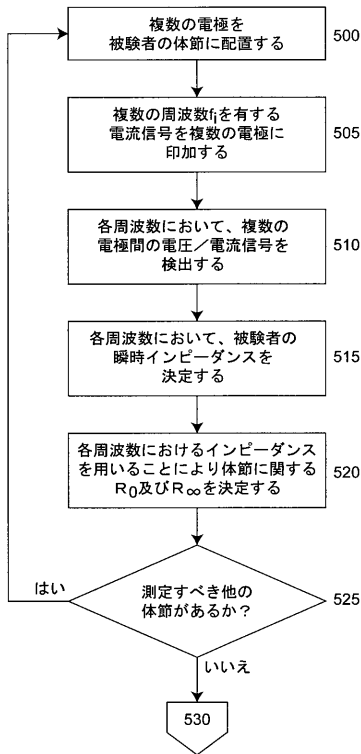 複数の電極を
被験者の体節に配置する
500
複数の周波数fiを有する
電流信号を複数の電極に
印加する
505
各周波数において、複数の
電極間の電圧／電流信号を
検出する
510
各周波数において、被験者の
瞬時インピーダンスを
決定する
515
各周波数におけるインピーダンス
を用いることにより体節に関する
R0及びR∞を決定する
520
はい
測定すべき他の
体節があるか？
525
いいえ
530